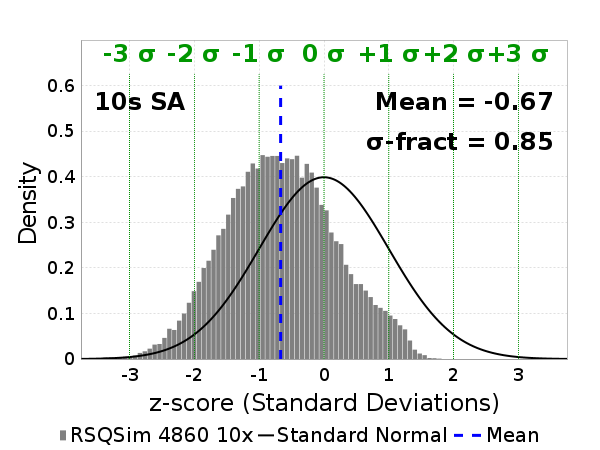 -3 σ -2 σ -1 σ 0 σ +1 σ +2 σ +3 σ
0.6
10s SA
Mean = -0.67
0.5
σ-fract = 0.85
0.4
0.3
0.2
0.1
0
Density
-3 -2 -1 0 1 2 3
z-score (Standard Deviations)
RSQSim 4860 10x Standard Normal Mean